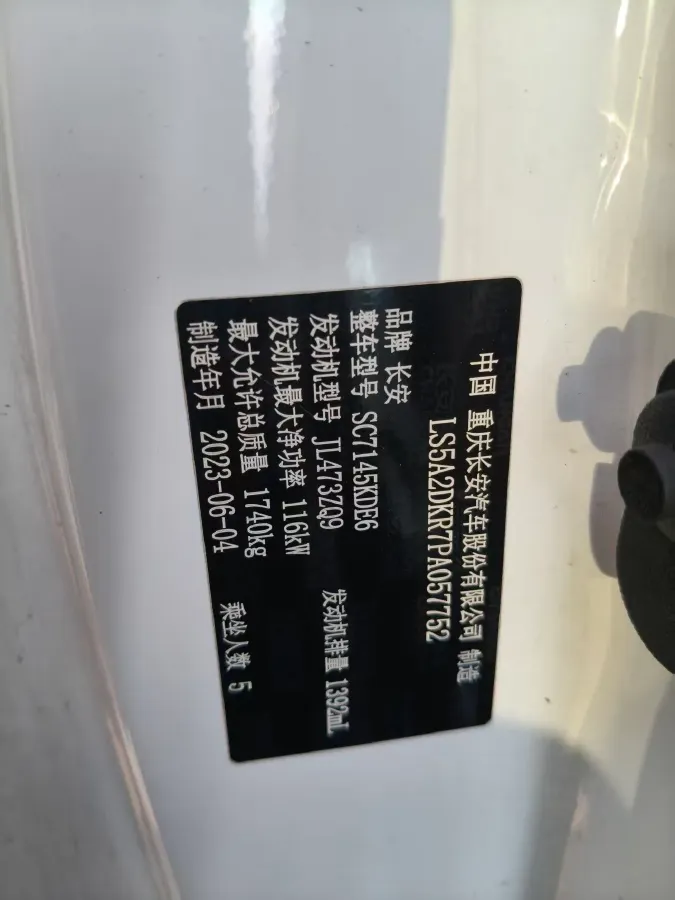 中国 重庆长安汽车股份有限公司 制造
LS5A2DKR7PA057752
品牌 长安
整车型号 SC7145KDE6
发动机型号 JL473ZQ9 发动机排量 1392mL
发动机最大净功率 116kW
最大允许总质量 1740kg 乘坐人数 5
制造年月 2023-06-04